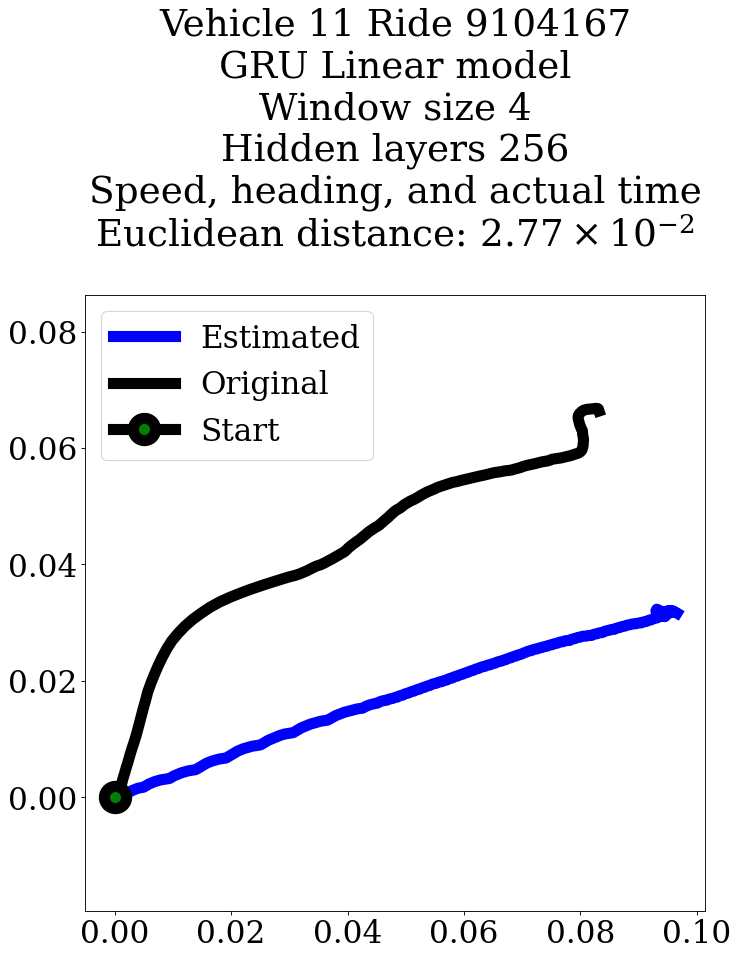 Vehicle 11 Ride 9104167
GRU Linear model
Window size 4
Hidden layers 256
Speed, heading, and actual time
Euclidean distance: 2.77 × 10⁻²
Estimated
Original
Start
0.08
0.06
0.04
0.02
0.00
0.00 0.02 0.04 0.06 0.08 0.10